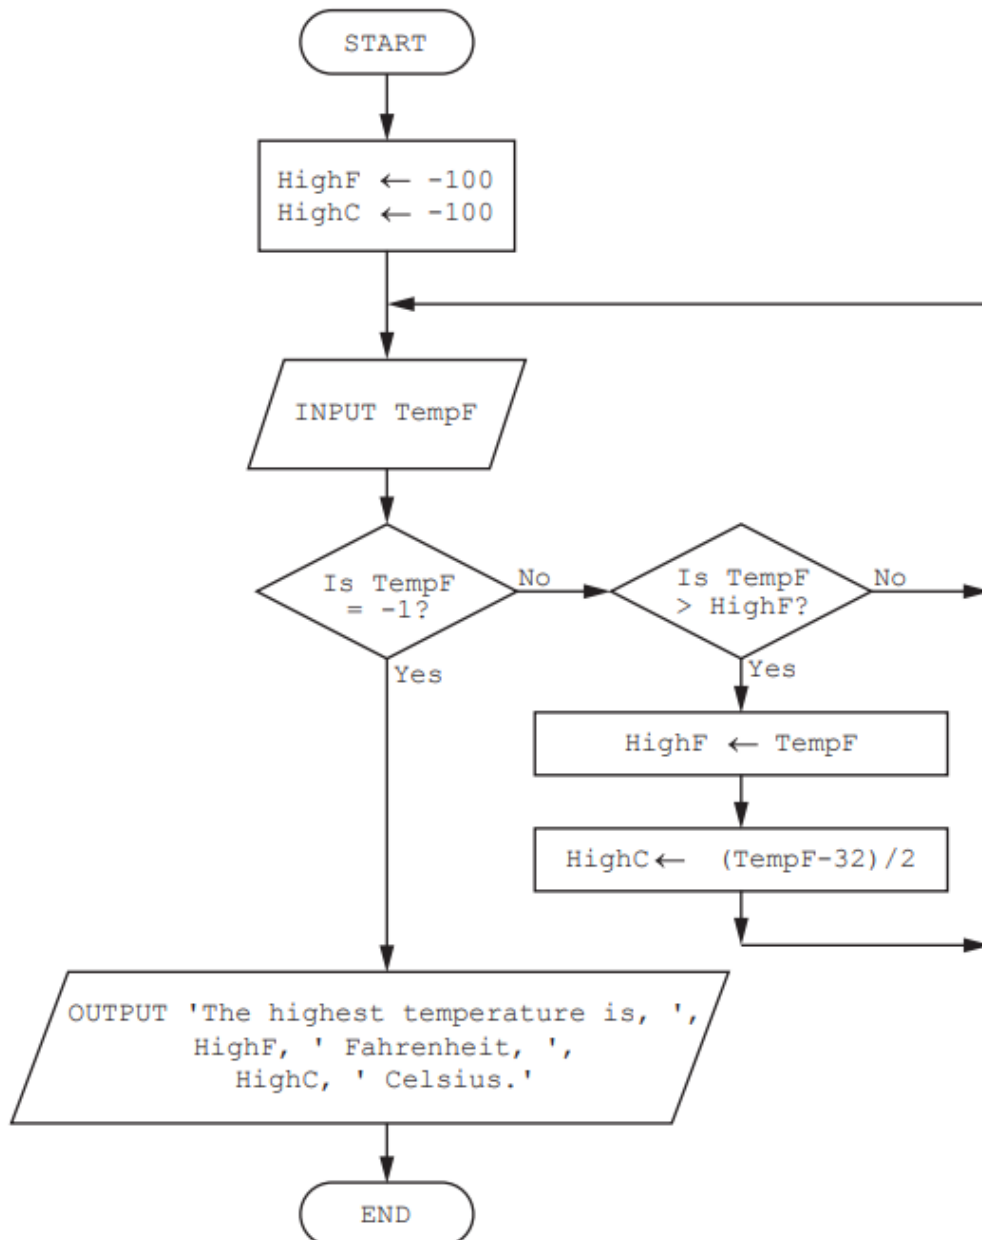 START
HighF ← -100
HighC ← -100
INPUT TempF
Is TempF
= -1?
No
Yes
Is TempF
> HighF?
No
Yes
HighF ← TempF
HighC← (TempF-32)/2
OUTPUT 'The highest temperature is, ',
HighF, ' Fahrenheit, ',
HighC, ' Celsius.'
END